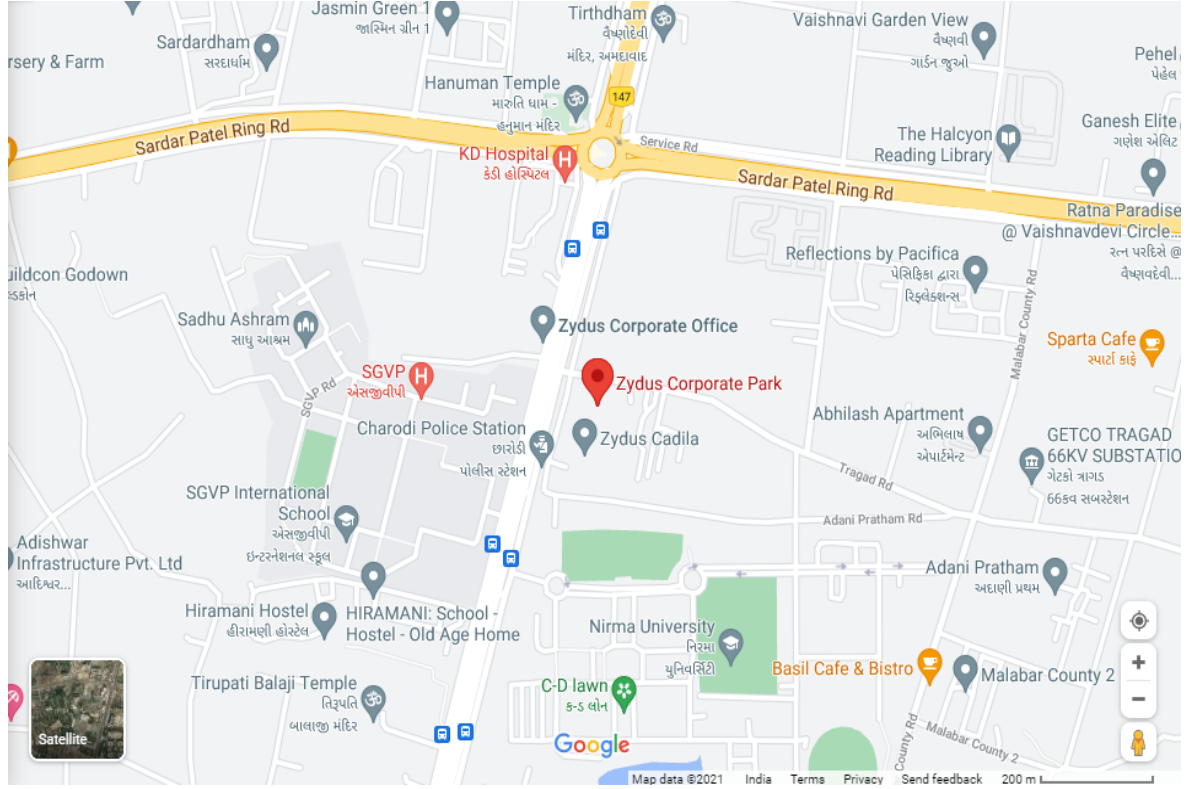 Jasmin Green 1
જાસ્મિન ગ્રીન 1
Tirthdham
વૈષ્ણોદેવી
મંદિર, અમદાવાદ
Vaishnavi Garden View
વૈષ્ણવી
ગાર્ડન જુઓ
Sardardham
સરદાર્ધામ
rsery & Farm
Pehel
પેહેલ
Hanuman Temple
મારુતિ ધામ -
હનુમાન મંદિર
147
Ganesh Elite
ગણેશ એલિટ
Sardar Patel Ring Rd
Service Rd
The Halcyon
Reading Library
KD Hospital
કેડી હોસ્પિટલ
Sardar Patel Ring Rd
Ratna Paradise
@ Vaishnavdevi Circle...
રત્ન પરદિસે @
વૈષ્ણવદેવી...
uildcon Godown
લ્ડકોન
Reflections by Pacifica
પેસિફિકા દ્વારા
રિફ્લેક્શન્સ
Malabar County Rd
Sadhu Ashram
સાધુ આશ્રમ
Zydus Corporate Office
Sparta Cafe
સ્પાર્ટા કાફે
SGVP
એસજીવીપી
SGVP Rd
Zydus Corporate Park
Charodi Police Station
છારોડી
પોલીસ સ્ટેશન
Zydus Cadila
Abhilash Apartment
અભિલાષ
એપાર્ટમેન્ટ
GETCO TRAGAD
66KV SUBSTATIO
ગેટકો ત્રાગડ
66કવ સબસ્ટેશન
Tragad Rd
SGVP International
School
એસજીવીપી
ઇન્ટરનેશનલ સ્કૂલ
Adani Pratham Rd
Adishwar
Infrastructure Pvt. Ltd
આદિશ્વર...
Adani Pratham
અદાણી પ્રથમ
Hiramani Hostel
હીરામણી હોસ્ટેલ
HIRAMANI: School -
Hostel - Old Age Home
Nirma University
નિરમા
યુનિવર્સિટી
Basil Cafe & Bistro
Malabar County 2
Tirupati Balaji Temple
તિરૂપતિ
બાલાજી મંદિર
C-D lawn
ક-ડ લોન
County Rd
Malabar County 2
Satellite
Google
Map data ©2021 India Terms Privacy Send feedback 200 m